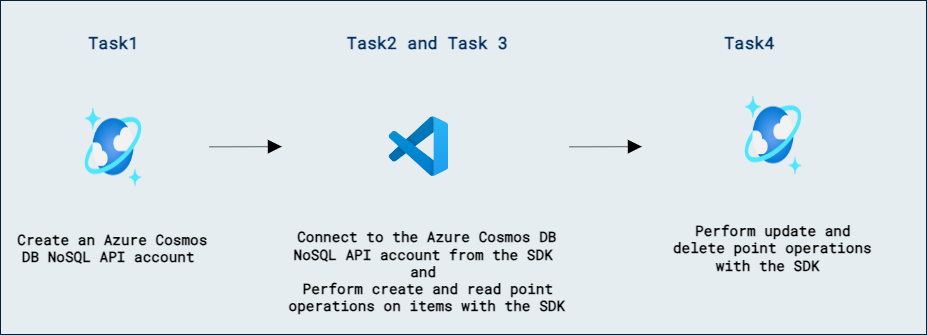 Task1
Task2 and Task 3
Task4
Create an Azure Cosmos
DB NoSQL API account
Connect to the Azure Cosmos DB
NoSQL API account from the SDK
and
Perform create and read point
operations on items with the SDK
Perform update and
delete point operations
with the SDK